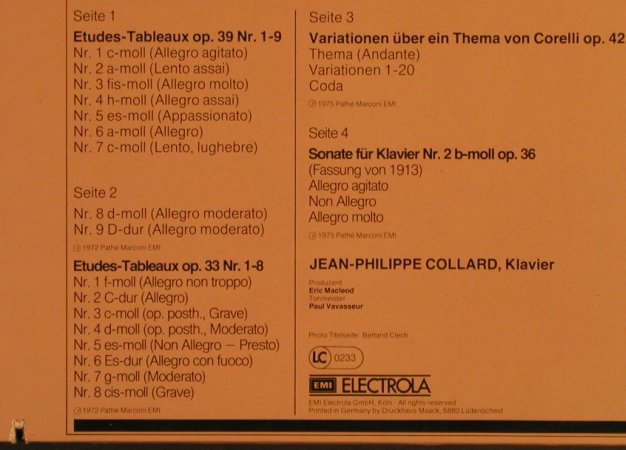 Seite 1
Etudes-Tableaux op. 39 Nr. 1-9
Nr. 1 c-moll (Allegro agitato)
Nr. 2 a-moll (Lento assai)
Nr. 3 fis-moll (Allegro molto)
Nr. 4 h-moll (Allegro assai)
Nr. 5 es-moll (Appassionato)
Nr. 6 a-moll (Allegro)
Nr. 7 c-moll (Lento, lughebre)
Seite 2
Nr. 8 d-moll (Allegro moderato)
Nr. 9 D-dur (Allegro moderato)
℗ 1972 Pathé Marconi EMI
Etudes-Tableaux op. 33 Nr. 1-8
Nr. 1 f-moll (Allegro non troppo)
Nr. 2 C-dur (Allegro)
Nr. 3 c-moll (op. posth., Grave)
Nr. 4 d-moll (op. posth., Moderato)
Nr. 5 es-moll (Non Allegro – Presto)
Nr. 6 Es-dur (Allegro con fuoco)
Nr. 7 g-moll (Moderato)
Nr. 8 cis-moll (Grave)
℗ 1972 Pathé Marconi EMI
Seite 3
Variationen über ein Thema von Corelli op. 42
Thema (Andante)
Variationen 1-20
Coda
℗ 1975 Pathé Marconi EMI
Seite 4
Sonate für Klavier Nr. 2 b-moll op. 36
(Fassung von 1913)
Allegro agitato
Non Allegro
Allegro molto
℗ 1975 Pathé Marconi EMI
JEAN-PHILIPPE COLLARD, Klavier
Produzent
Eric Macleod
Tonmeister
Paul Vavasseur
Photo Titelseite: Bertand Clech
LC 0233
EMI ELECTROLA
EMI Electrola GmbH, Köln - All rights reserved
Printed in Germany by Druckhaus Maack, 5880 Lüdenscheid